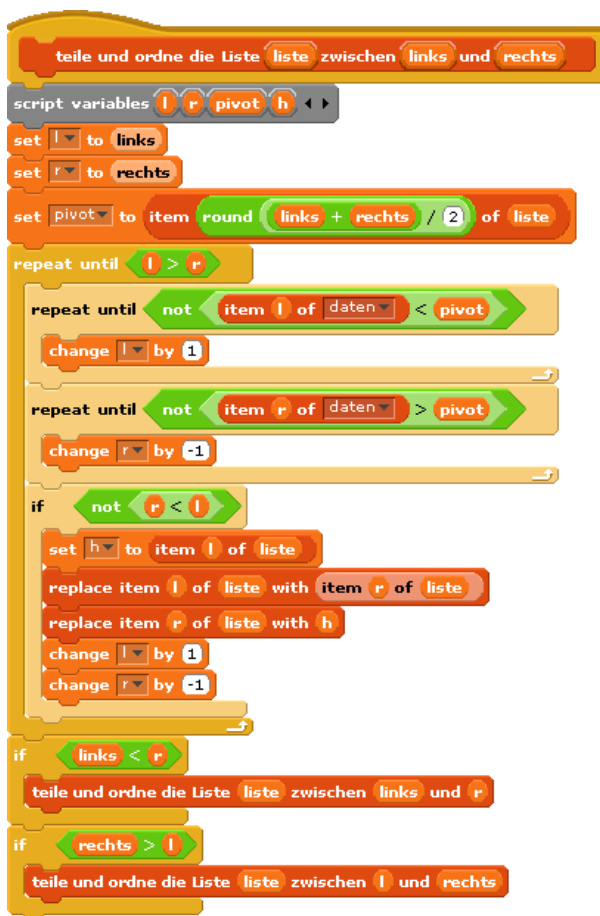 teile und ordne die Liste liste zwischen links und rechts
script variables l r pivot h
set l to links
set r to rechts
set pivot to item round links + rechts / 2 of liste
repeat until l > r
repeat until not item l of daten < pivot
change l by 1
repeat until not item r of daten > pivot
change r by -1
if not r < l
set h to item l of liste
replace item l of liste with item r of liste
replace item r of liste with h
change l by 1
change r by -1
if links < r
teile und ordne die Liste liste zwischen links und r
if rechts > l
teile und ordne die Liste liste zwischen l und rechts